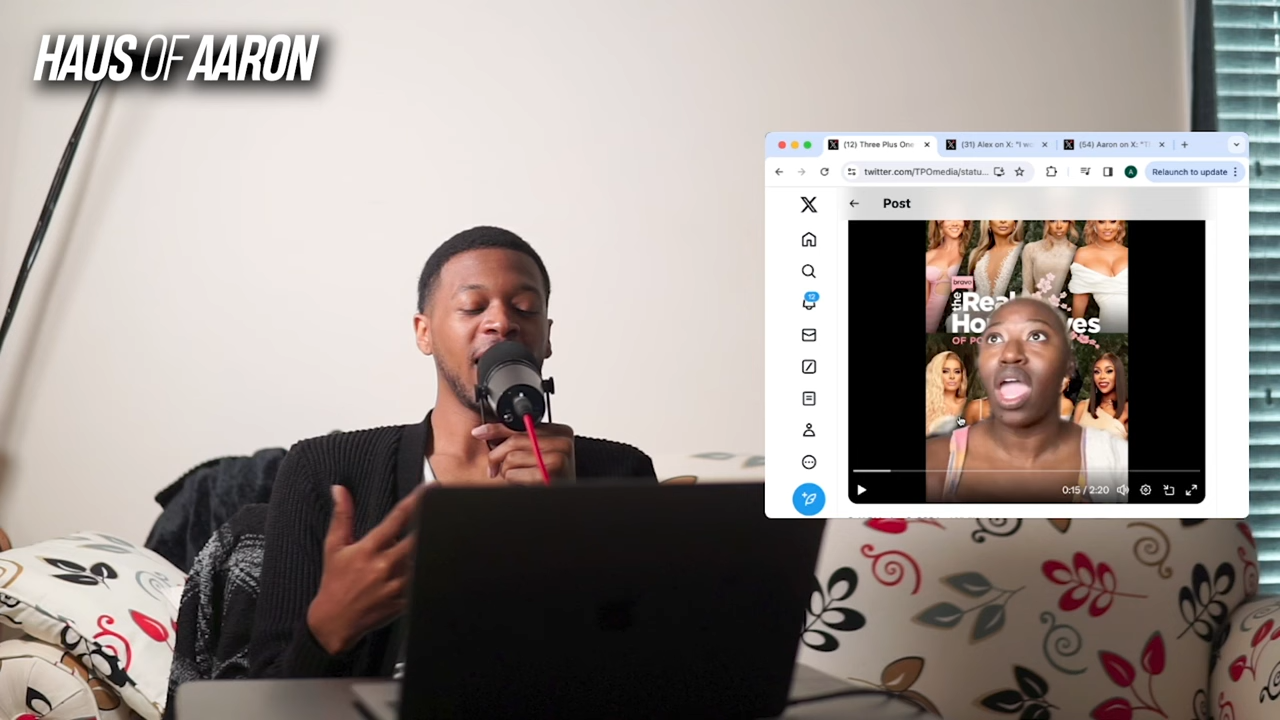 HAUS OF AARON
(12) Three Plus One
(31) Alex on X: "I w
(54) Aaron on X: "T
twitter.com/TPOmedia/statu...
Relaunch to update
Post
12
bravo
the Real
OF
0:15 / 2:20